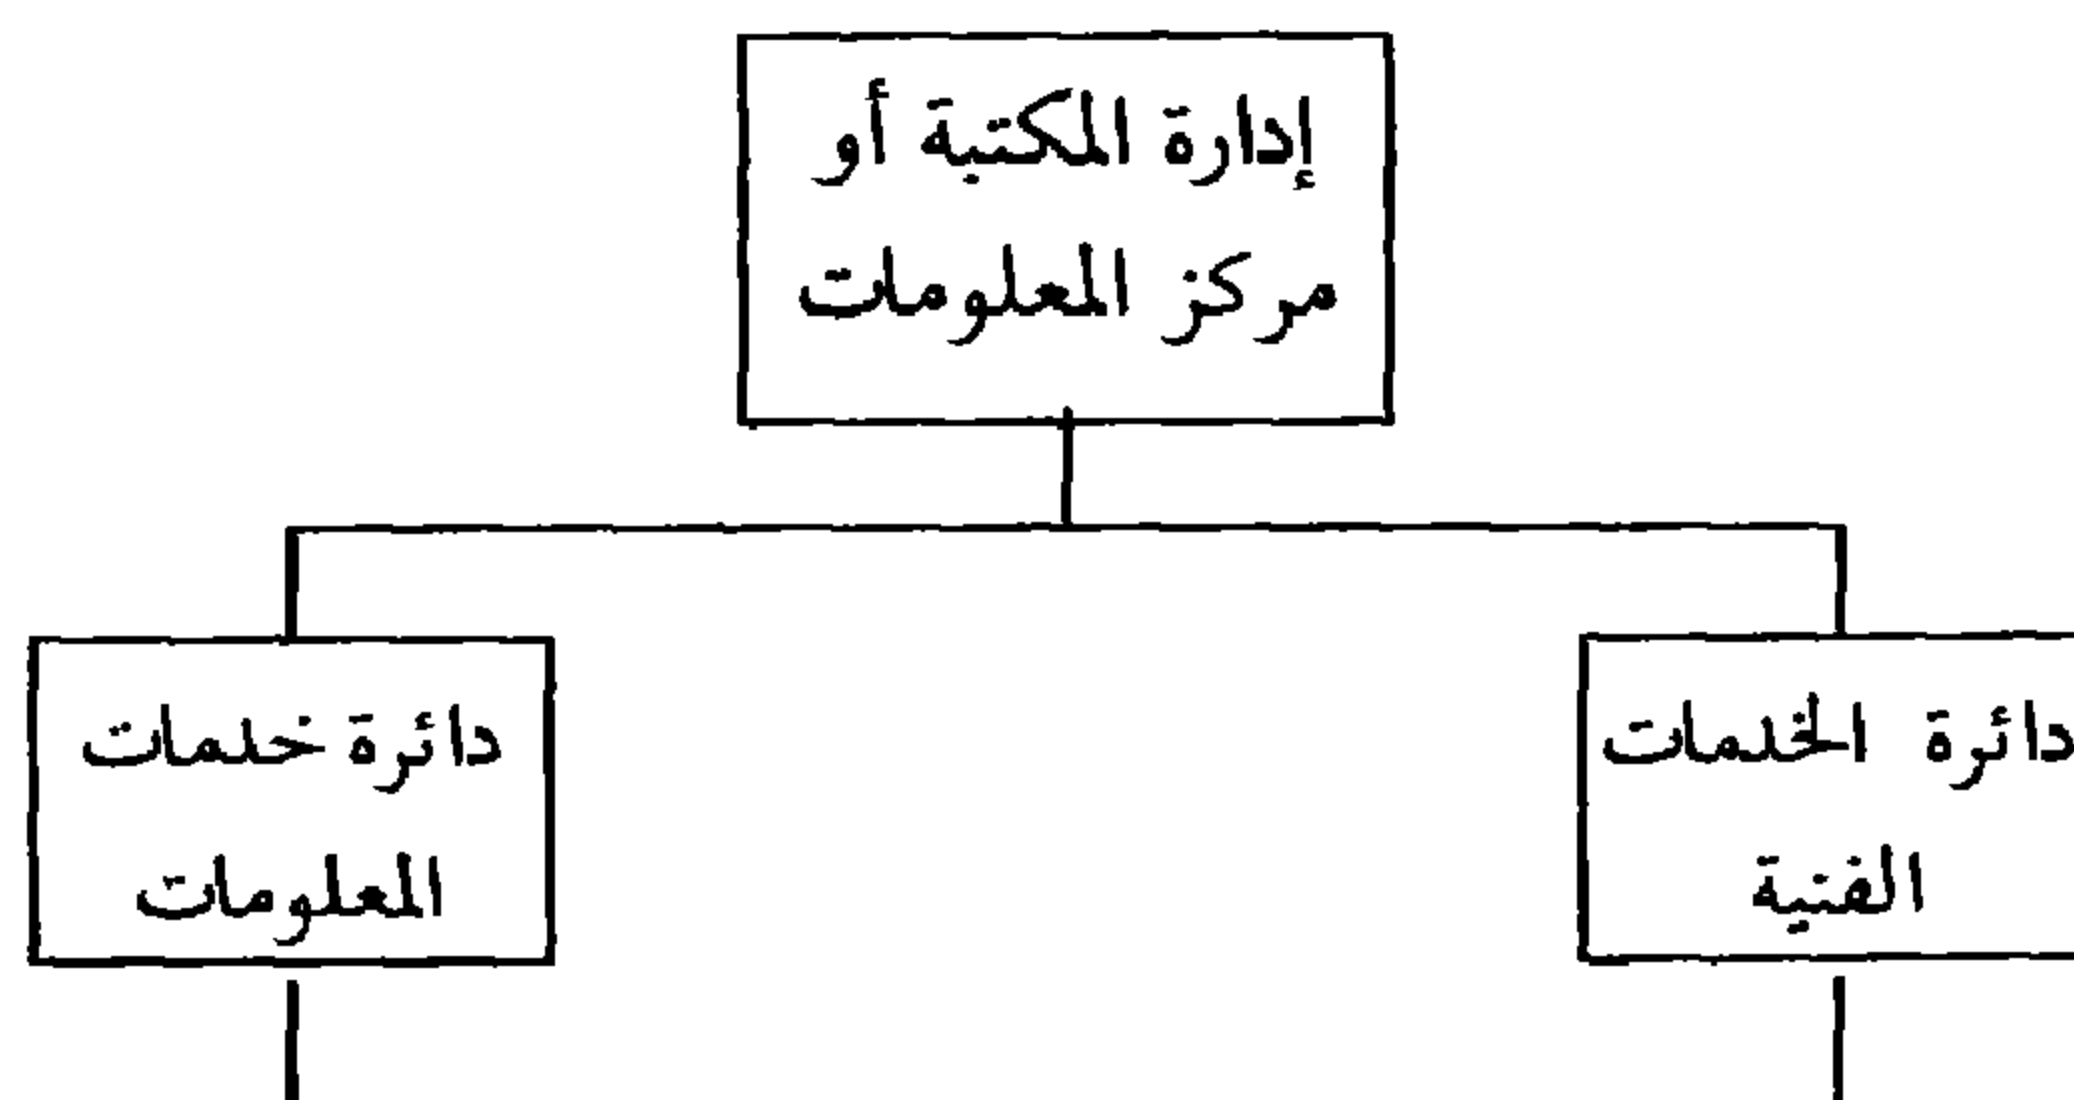 إدارة المكتبة أو
مركز المعلومات
دائرة الخدمات
الفنية
دائرة خدمات
المعلومات